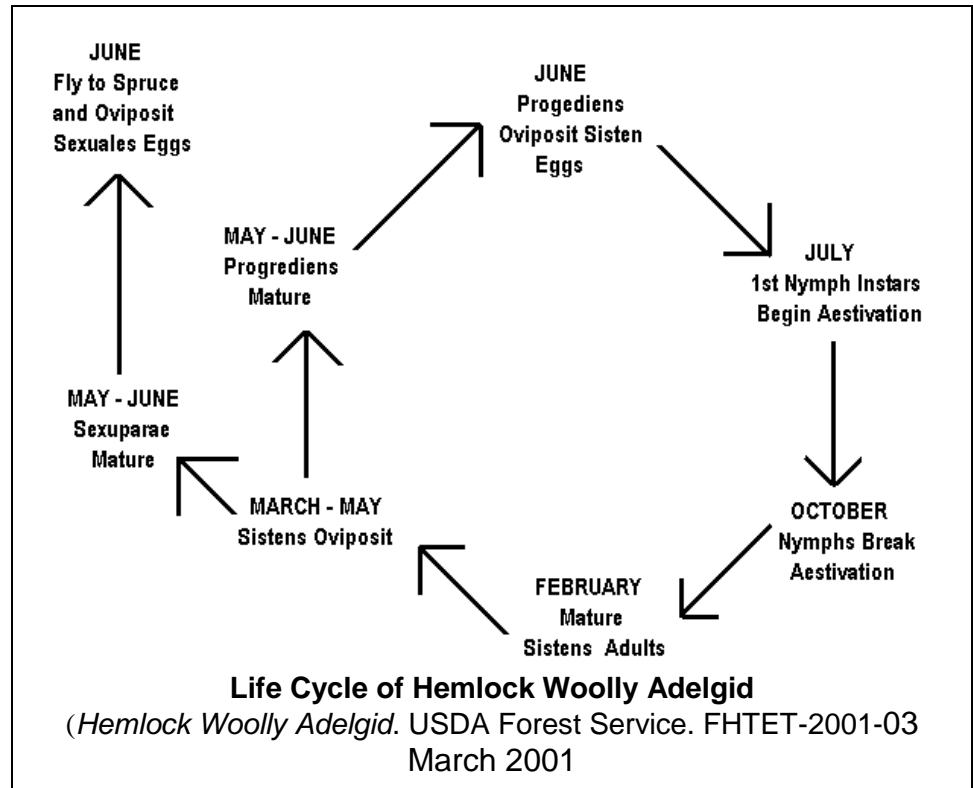 JUNE
Fly to Spruce
and Oviposit
Sexuales Eggs
JUNE
Progediens
Oviposit Sisten
Eggs
MAY - JUNE
Progrediens
Mature
JULY
1st Nymph Instars
Begin Aestivation
MAY - JUNE
Sexuparae
Mature
MARCH - MAY
Sistens Oviposit
OCTOBER
Nymphs Break
Aestivation
FEBRUARY
Mature
Sistens Adults
Life Cycle of Hemlock Woolly Adelgid
(Hemlock Woolly Adelgid. USDA Forest Service. FHTET-2001-03
March 2001